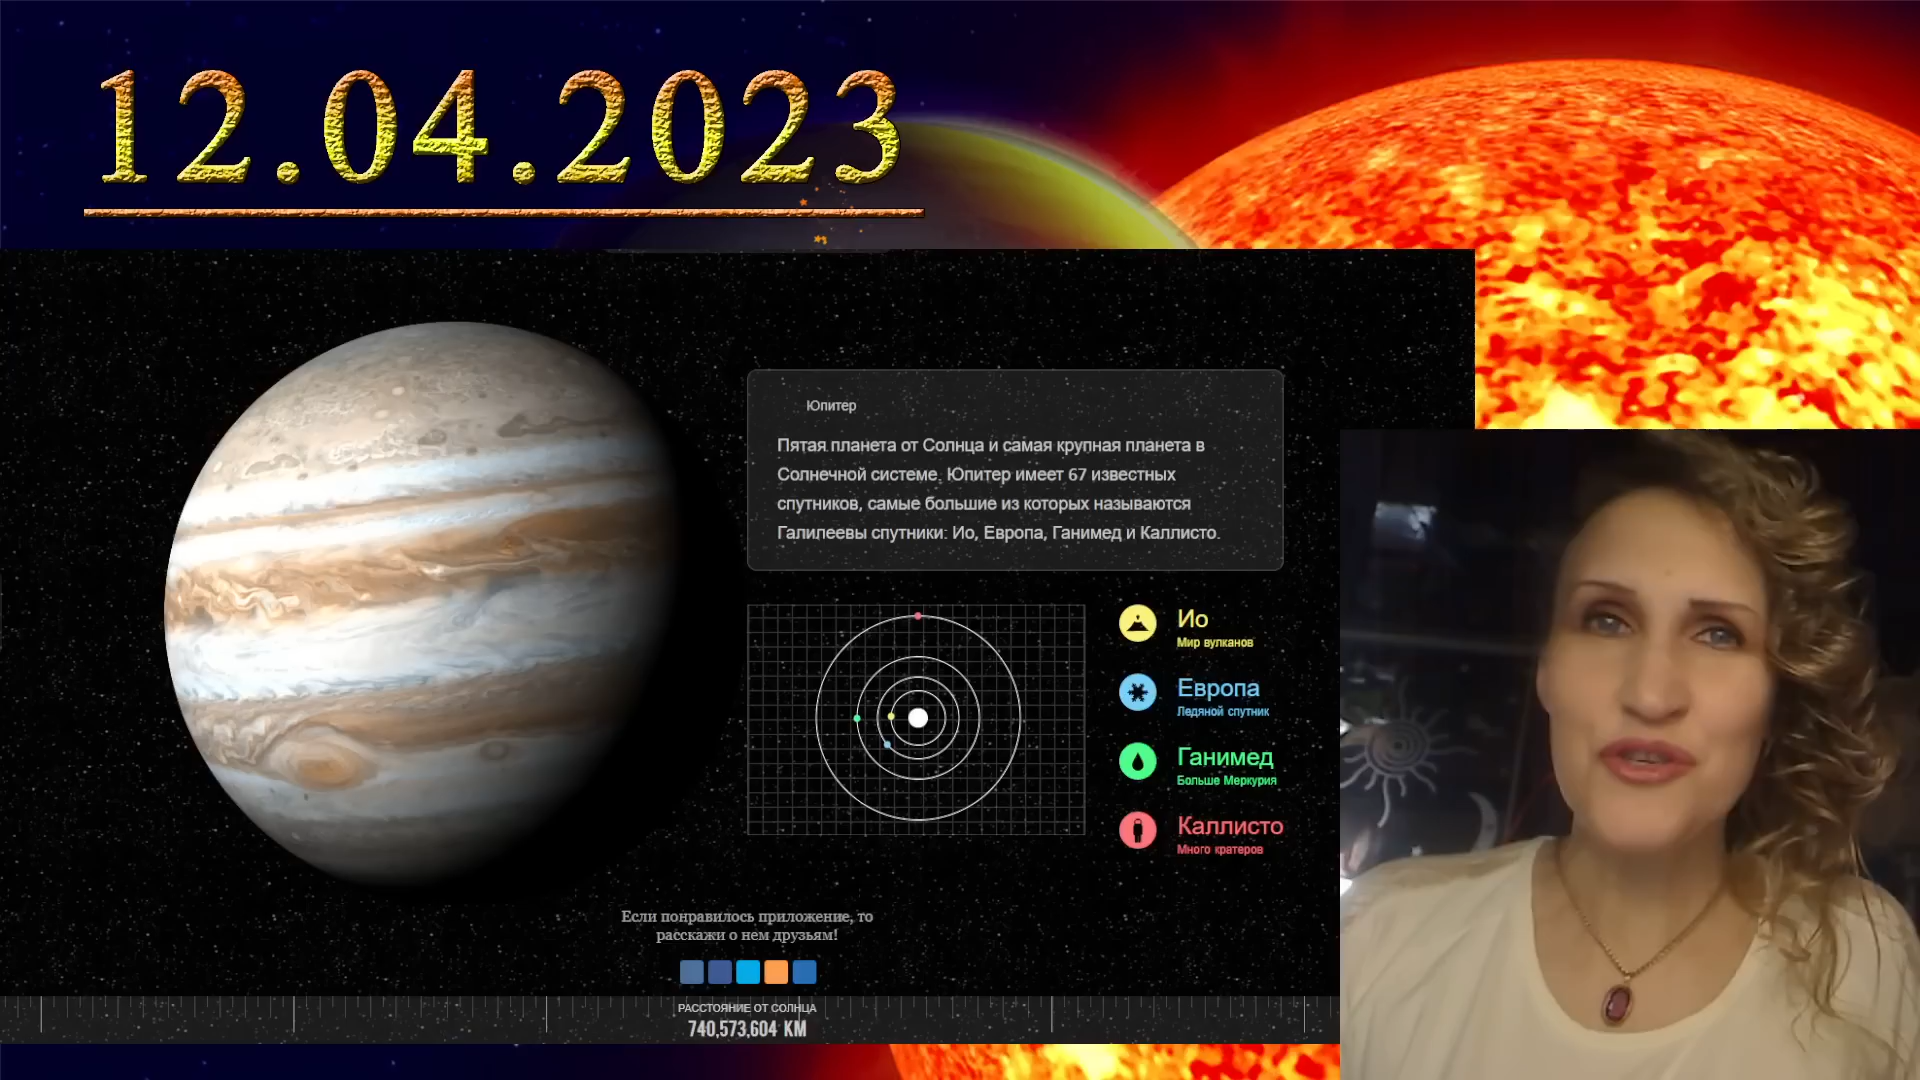 12.04.2023
Юпитер
Пятая планета от Солнца и самая крупная планета в
Солнечной системе. Юпитер имеет 67 известных
спутников, самые большие из которых называются
Галилеевы спутники: Ио, Европа, Ганимед и Каллисто.
Ио
Мир вулканов
Европа
Ледяной спутник
Ганимед
Больше Меркурия
Каллисто
Много кратеров
Если понравилось приложение, то
расскажи о нем друзьям!
РАССТОЯНИЕ ОТ СОЛНЦА
740,573,604 КМ